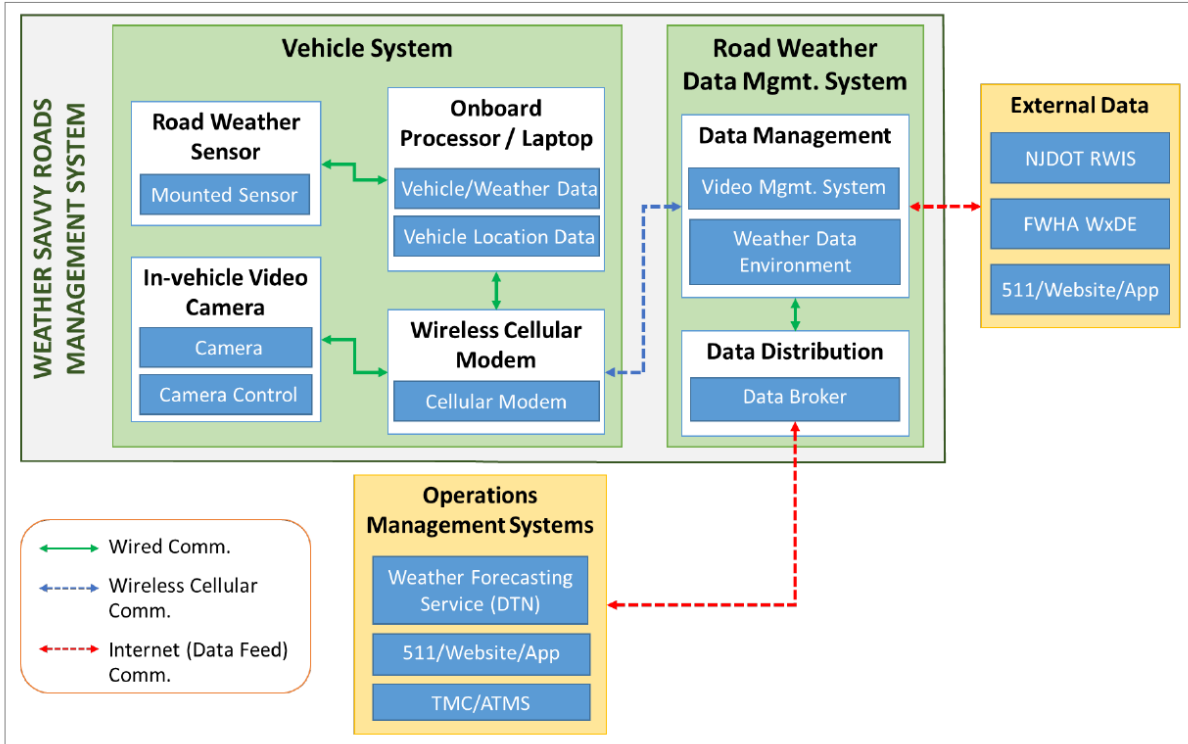 WEATHER SAVVY ROADS
MANAGEMENT SYSTEM
Vehicle System
Road Weather
Sensor
Mounted Sensor
Onboard
Processor / Laptop
Vehicle/Weather Data
Vehicle Location Data
In-vehicle Video
Camera
Camera
Camera Control
Wireless Cellular
Modem
Cellular Modem
Road Weather
Data Mgmt. System
Data Management
Video Mgmt. System
Weather Data
Environment
Data Distribution
Data Broker
External Data
NJDOT RWIS
FWHA WxDE
511/Website/App
Operations
Management Systems
Weather Forecasting
Service (DTN)
511/Website/App
TMC/ATMS
Wired Comm.
Wireless Cellular
Comm.
Internet (Data Feed)
Comm.